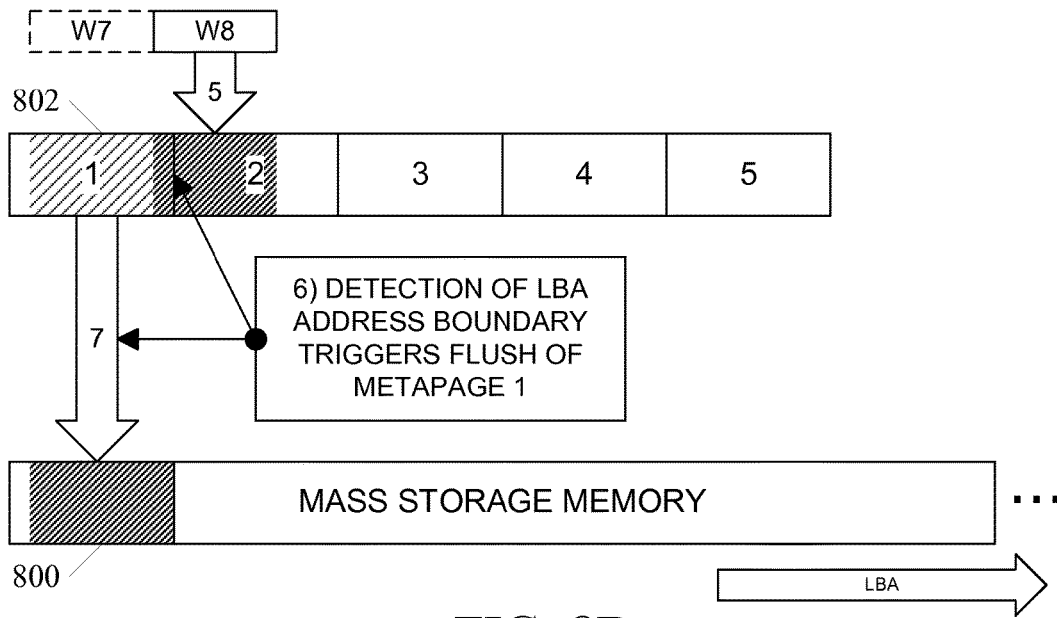 W7 W8
5
802
1 2 3 4 5
6) DETECTION OF LBA
ADDRESS BOUNDARY
TRIGGERS FLUSH OF
METAPAGE 1
7
MASS STORAGE MEMORY ...
800
LBA